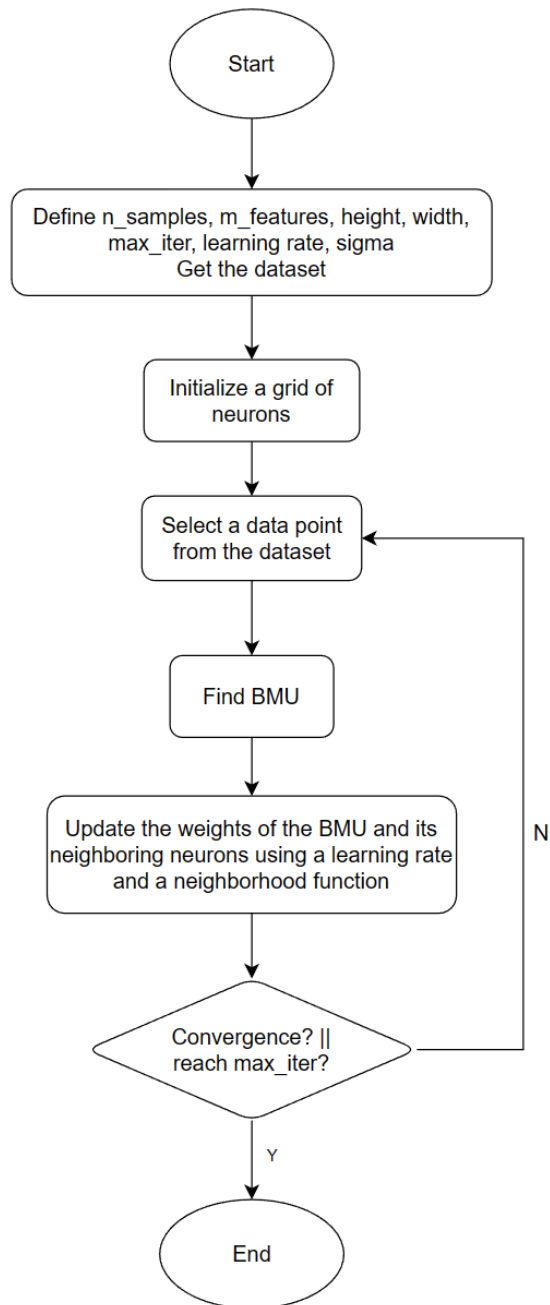 Start
Define n_samples, m_features, height, width,
max_iter, learning rate, sigma
Get the dataset
Initialize a grid of
neurons
Select a data point
from the dataset
Find BMU
Update the weights of the BMU and its
neighboring neurons using a learning rate
and a neighborhood function
N
Convergence? ||
reach max_iter?
Y
End